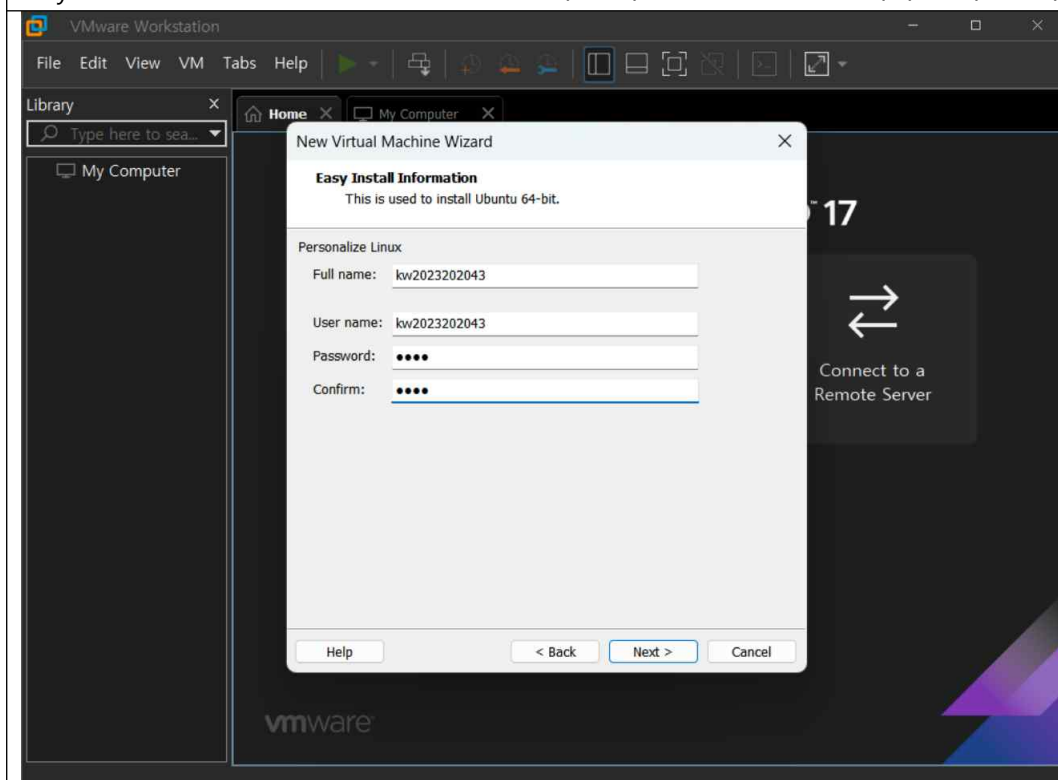 VMware Workstation
File Edit View VM Tabs Help
Library
Type here to sea...
My Computer
Home
My Computer
New Virtual Machine Wizard
Easy Install Information
This is used to install Ubuntu 64-bit.
17
Personalize Linux
Full name: kw2023202043
User name: kw2023202043
Password: ●●●●
Confirm: ●●●●
Connect to a
Remote Server
Help < Back Next > Cancel
vmware